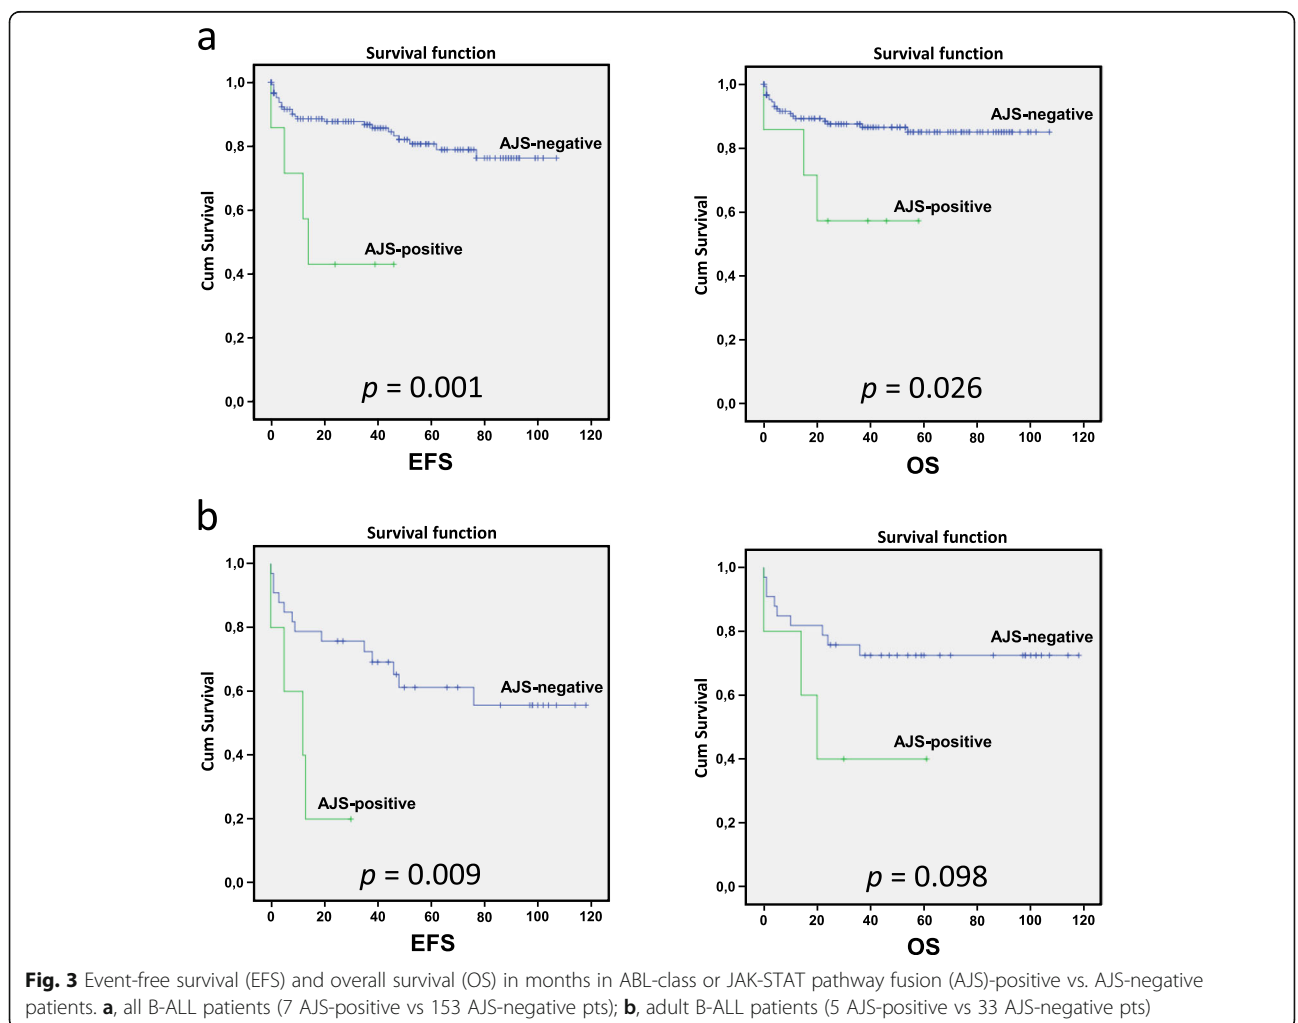 a
Survival function
1,0
0,8
0,6
0,4
0,2
0,0
Cum Survival
AJS-negative
AJS-positive
p = 0.001
0 20 40 60 80 100 120
EFS
Survival function
1,0
0,8
0,6
0,4
0,2
0,0
Cum Survival
AJS-negative
AJS-positive
p = 0.026
0 20 40 60 80 100 120
OS
b
Survival function
1,0
0,8
0,6
0,4
0,2
0,0
Cum Survival
AJS-negative
AJS-positive
p = 0.009
0 20 40 60 80 100 120
EFS
Survival function
1,0
0,8
0,6
0,4
0,2
0,0
Cum Survival
AJS-negative
AJS-positive
p = 0.098
0 20 40 60 80 100 120
OS
Fig. 3 Event-free survival (EFS) and overall survival (OS) in months in ABL-class or JAK-STAT pathway fusion (AJS)-positive vs. AJS-negative
patients. a, all B-ALL patients (7 AJS-positive vs 153 AJS-negative pts); b, adult B-ALL patients (5 AJS-positive vs 33 AJS-negative pts)